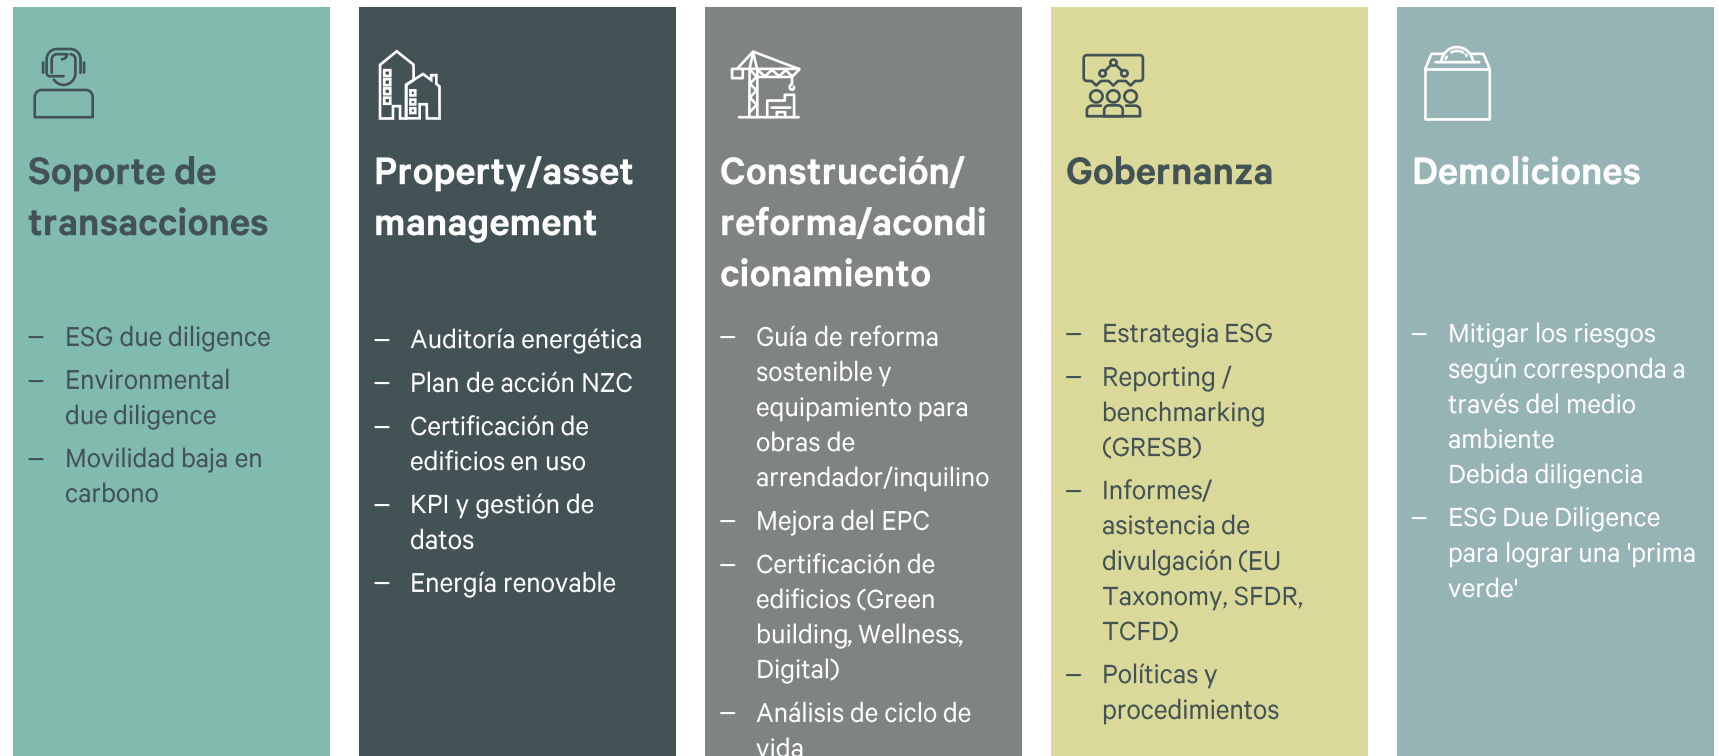 Soporte de
transacciones
– ESG due diligence
– Environmental
due diligence
– Movilidad baja en
carbono
Property/asset
management
– Auditoría energética
– Plan de acción NZC
– Certificación de
edificios en uso
– KPI y gestión de
datos
– Energía renovable
Construcción/
reforma/acondi
cionamiento
– Guía de reforma
sostenible y
equipamiento para
obras de
arrendador/inquilino
– Mejora del EPC
– Certificación de
edificios (Green
building, Wellness,
Digital)
– Análisis de ciclo de
vida
Gobernanza
– Estrategia ESG
– Reporting /
benchmarking
(GRESB)
– Informes/
asistencia de
divulgación (EU
Taxonomy, SFDR,
TCFD)
– Políticas y
procedimientos
Demoliciones
– Mitigar los riesgos
según corresponda a
través del medio
ambiente
Debida diligencia
– ESG Due Diligence
para lograr una 'prima
verde'